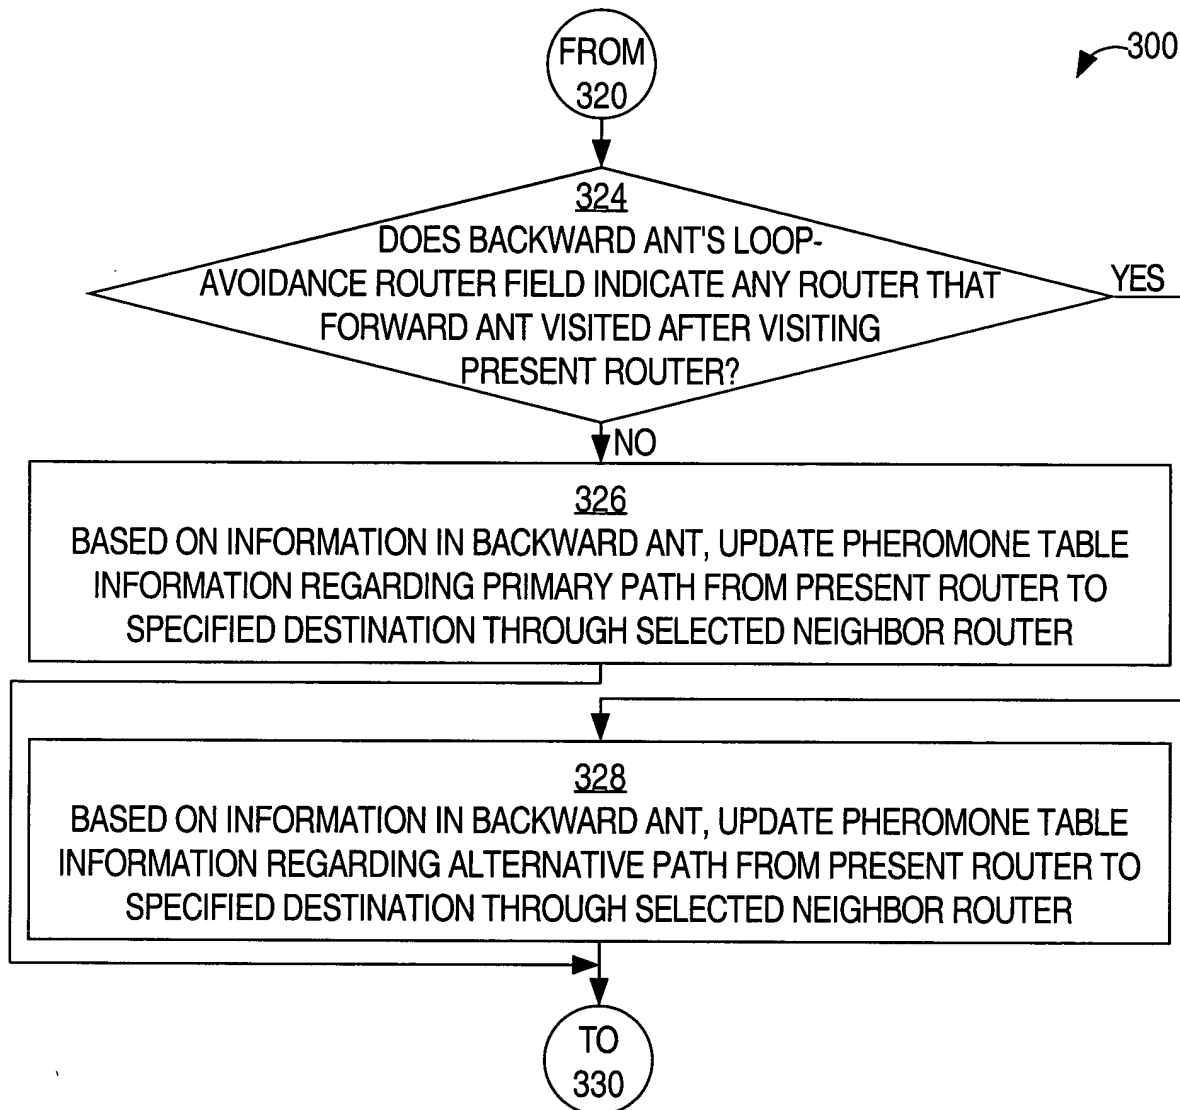 FROM
320
300
324
DOES BACKWARD ANT'S LOOP-
AVOIDANCE ROUTER FIELD INDICATE ANY ROUTER THAT
FORWARD ANT VISITED AFTER VISITING
PRESENT ROUTER?
YES
NO
326
BASED ON INFORMATION IN BACKWARD ANT, UPDATE PHEROMONE TABLE
INFORMATION REGARDING PRIMARY PATH FROM PRESENT ROUTER TO
SPECIFIED DESTINATION THROUGH SELECTED NEIGHBOR ROUTER
328
BASED ON INFORMATION IN BACKWARD ANT, UPDATE PHEROMONE TABLE
INFORMATION REGARDING ALTERNATIVE PATH FROM PRESENT ROUTER TO
SPECIFIED DESTINATION THROUGH SELECTED NEIGHBOR ROUTER
TO
330